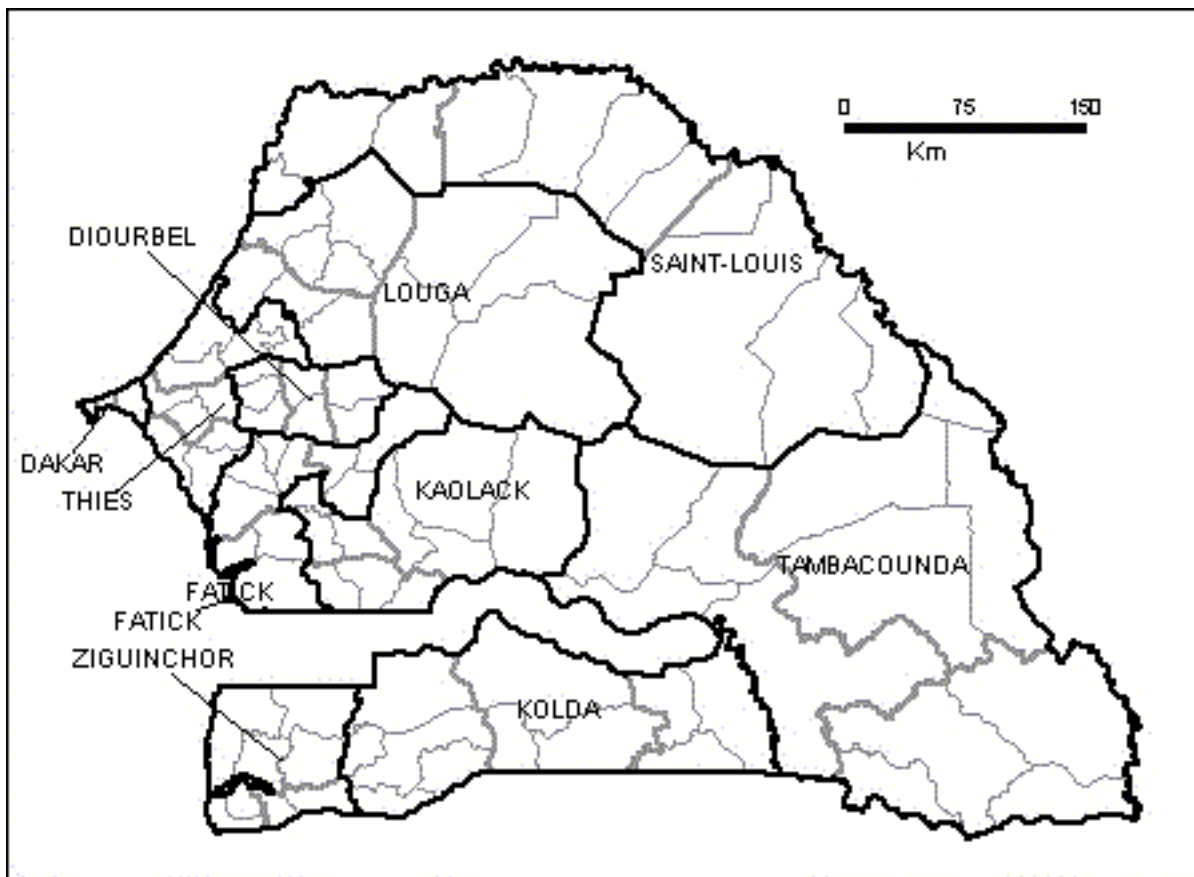 0 75 150
Km
DIOURBEL
SAINT-LOUIS
LOUGA
DAKAR
THIES
KAOLACK
TAMBACOUNDA
FATICK
FATICK
ZIGUINCHOR
KOLDA